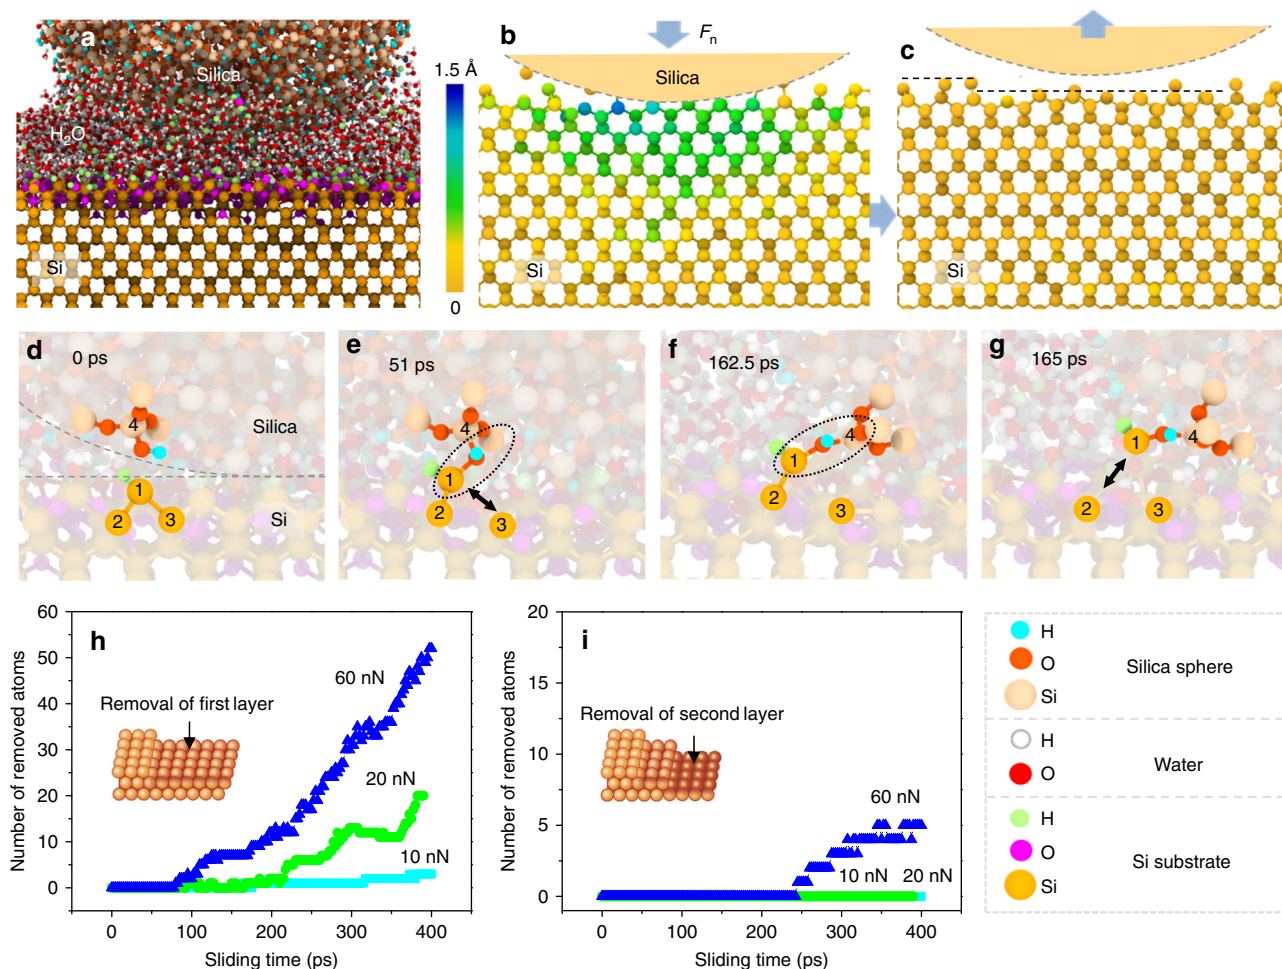 a
Silica
H₂O
Si
1.5 Å
0
b
Fₙ
Silica
Si
c
Si
d
0 ps
4
Silica
1
2
3
Si
e
51 ps
4
1
2
3
f
162.5 ps
4
1
2
3
g
165 ps
1
4
2
3
h
Number of removed atoms
60
50
40
30
20
10
0
60 nN
Removal of first layer
20 nN
10 nN
0
100
200
300
400
Sliding time (ps)
i
Number of removed atoms
20
15
10
5
0
Removal of second layer
60 nN
10 nN 20 nN
0
100
200
300
400
Sliding time (ps)
H
O
Si
Silica sphere
H
O
Water
H
O
Si
Si substrate